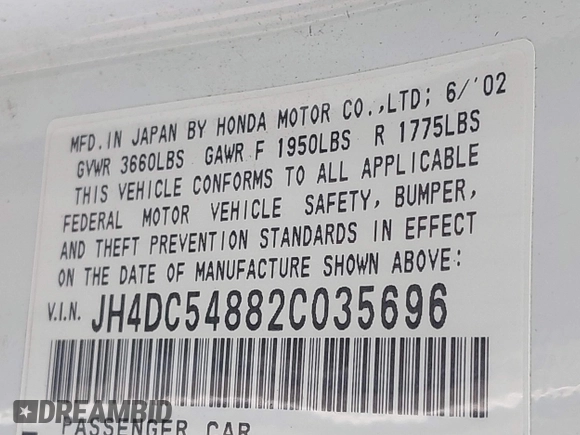 MFD.IN JAPAN BY HONDA MOTOR CO.,LTD; 6/'02
GVWR 3660LBS GAWR F 1950LBS R 1775LBS
THIS VEHICLE CONFORMS TO ALL APPLICABLE
FEDERAL MOTOR VEHICLE SAFETY, BUMPER,
AND THEFT PREVENTION STANDARDS IN EFFECT
ON THE DATE OF MANUFACTURE SHOWN ABOVE:
V.I.N. JH4DC54882C035696
PASSENGER CAR
DREAMBID